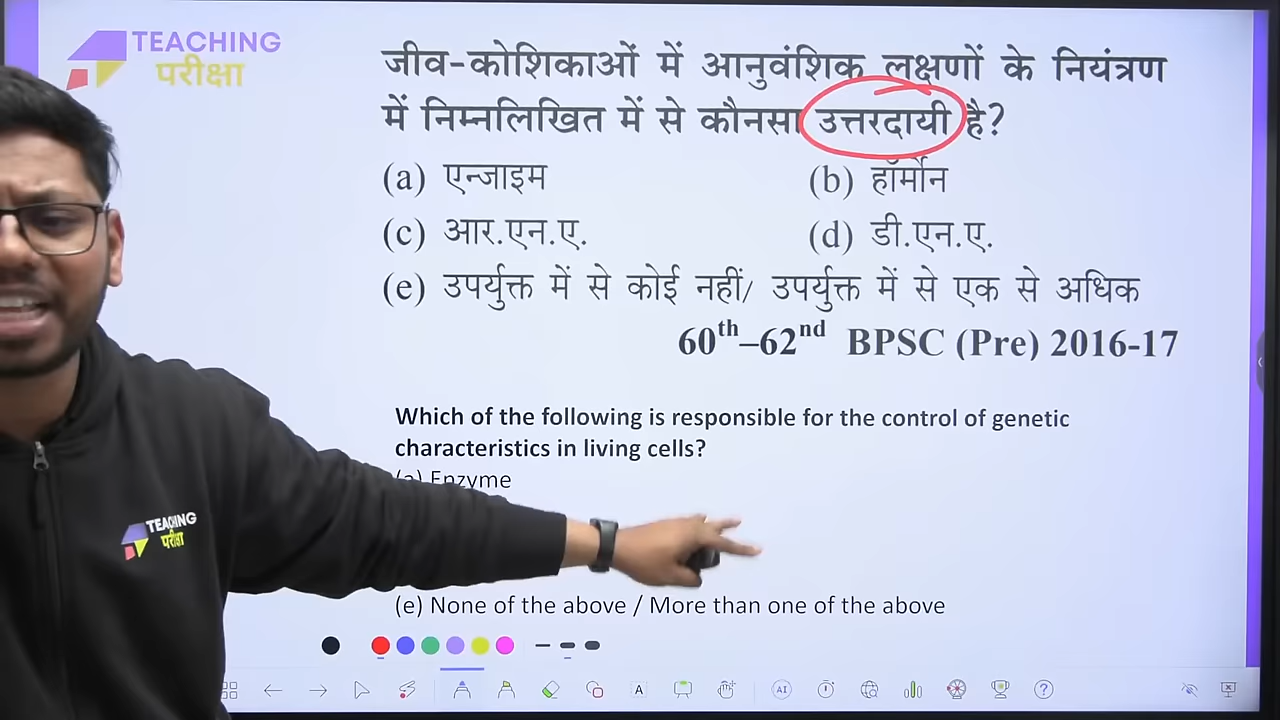 TEACHING
परीक्षा
जीव-कोशिकाओं में आनुवंशिक लक्षणों के नियंत्रण
में निम्नलिखित में से कौनसा उत्तरदायी है?
(a) एन्जाइम
(b) हॉर्मोन
(c) आर.एन.ए.
(d) डी.एन.ए.
(e) उपर्युक्त में से कोई नहीं/ उपर्युक्त में से एक से अधिक
60th–62nd BPSC (Pre) 2016-17
Which of the following is responsible for the control of genetic
characteristics in living cells?
(a) Enzyme
(e) None of the above / More than one of the above
TEACHING
परीक्षा
A
AI